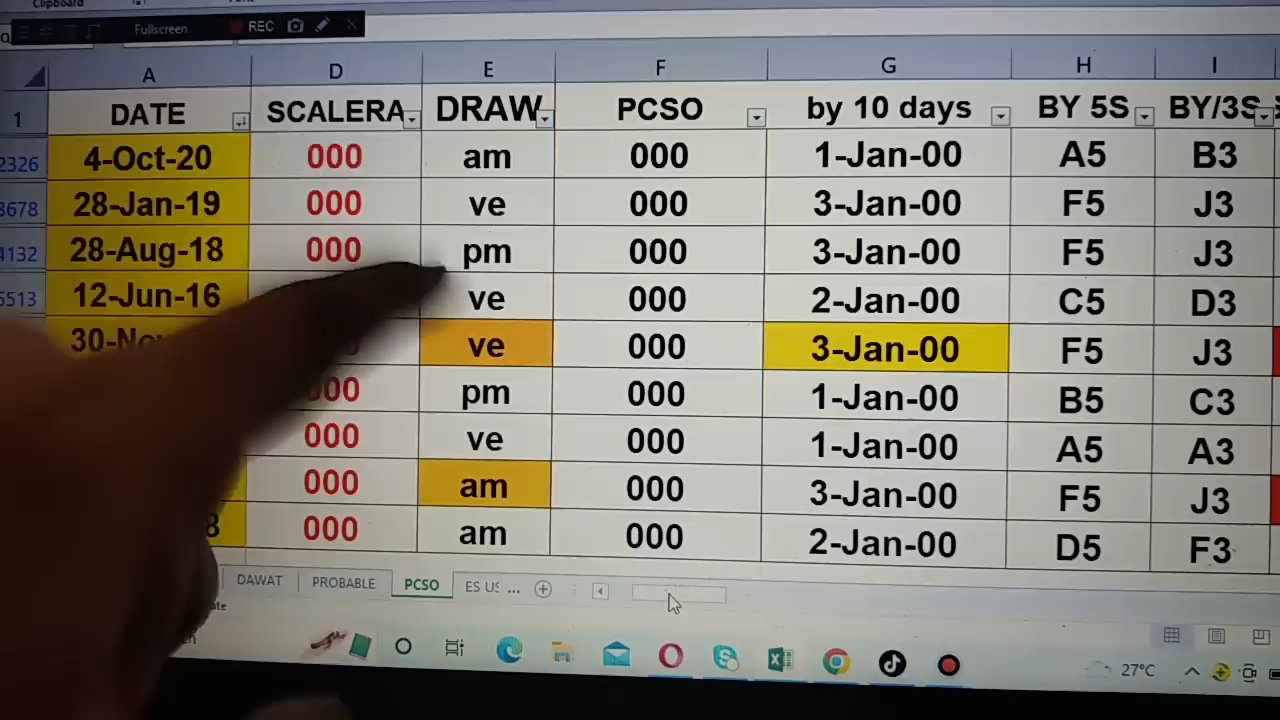 Clipboard
Fullscreen REC
A D E F G H I
1 DATE SCALERA DRAW PCSO by 10 days BY 5S BY/3S
2326 4-Oct-20 000 am 000 1-Jan-00 A5 B3
3678 28-Jan-19 000 ve 000 3-Jan-00 F5 J3
4132 28-Aug-18 000 pm 000 3-Jan-00 F5 J3
5513 12-Jun-16 ve 000 2-Jan-00 C5 D3
ve 000 3-Jan-00 F5 J3
000 pm 000 1-Jan-00 B5 C3
000 ve 000 1-Jan-00 A5 A3
000 am 000 3-Jan-00 F5 J3
8 000 am 000 2-Jan-00 D5 F3
DAWAT PROBABLE PCSO ES US ...
27°C